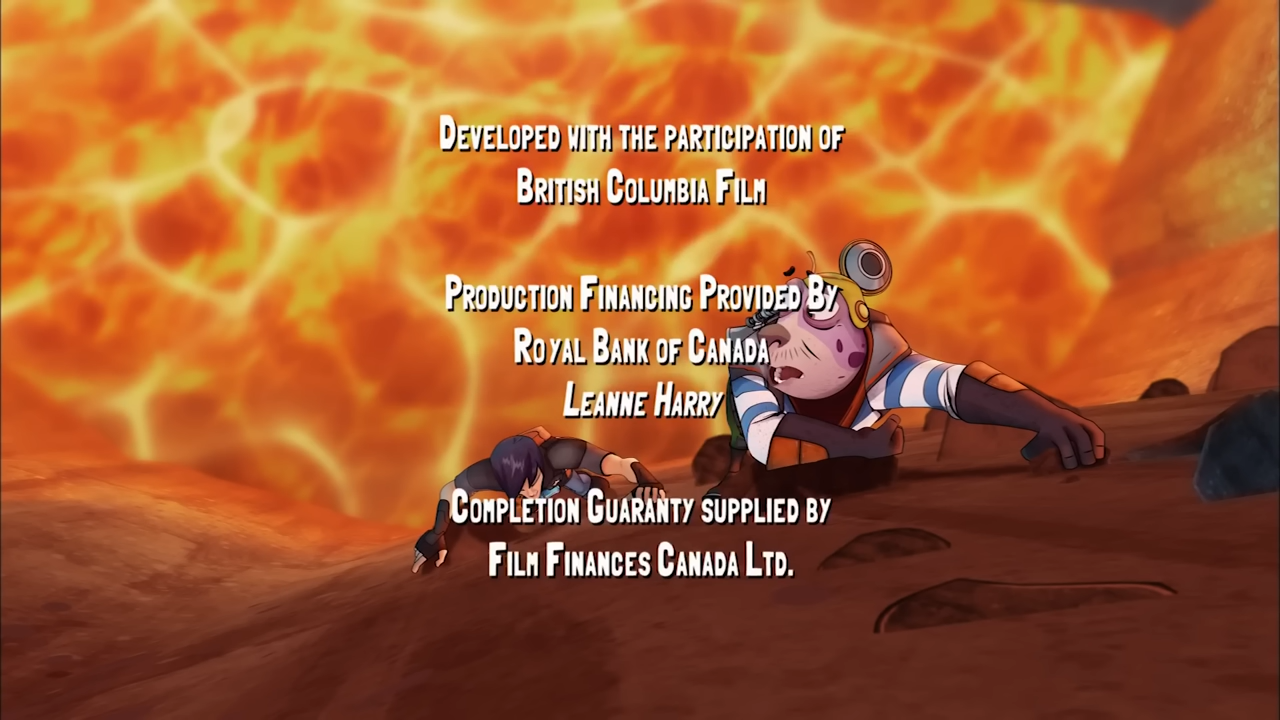 Developed with the participation of
British Columbia Film
Production Financing Provided By
Royal Bank of Canada
Leanne Harry
Completion Guaranty supplied by
Film Finances Canada Ltd.